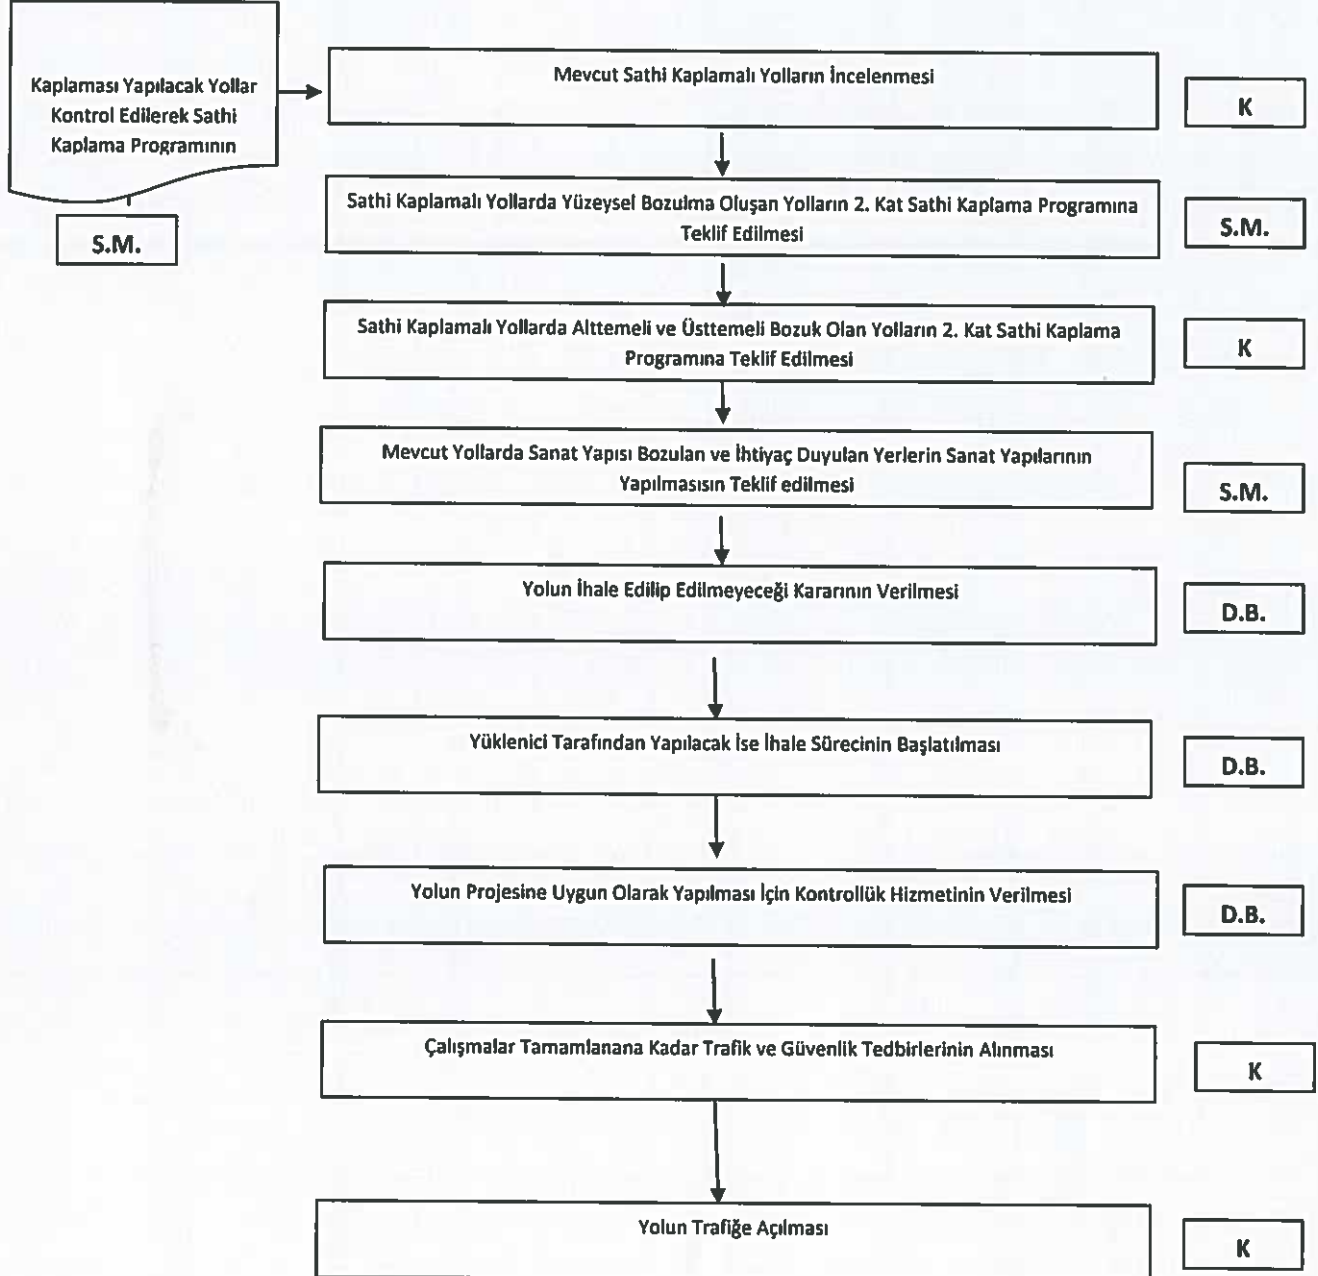 Kaplaması Yapılacak Yollar
Kontrol Edilerek Sathi
Kaplama Programının
S.M.
Mevcut Sathi Kaplamalı Yolların İncelenmesi
K
Sathi Kaplamalı Yollarda Yüzeysel Bozulma Oluşan Yolların 2. Kat Sathi Kaplama Programına
Teklif Edilmesi
S.M.
Sathi Kaplamalı Yollarda Alttemeli ve Üsttemeli Bozuk Olan Yolların 2. Kat Sathi Kaplama
Programına Teklif Edilmesi
K
Mevcut Yollarda Sanat Yapısı Bozulan ve İhtiyaç Duyulan Yerlerin Sanat Yapılarının
Yapılmasısın Teklif edilmesi
S.M.
Yolun İhale Edilip Edilmeyeceği Kararının Verilmesi
D.B.
Yüklenici Tarafından Yapılacak İse İhale Sürecinin Başlatılması
D.B.
Yolun Projesine Uygun Olarak Yapılması İçin Kontrollük Hizmetinin Verilmesi
D.B.
Çalışmalar Tamamlanana Kadar Trafik ve Güvenlik Tedbirlerinin Alınması
K
Yolun Trafiğe Açılması
K